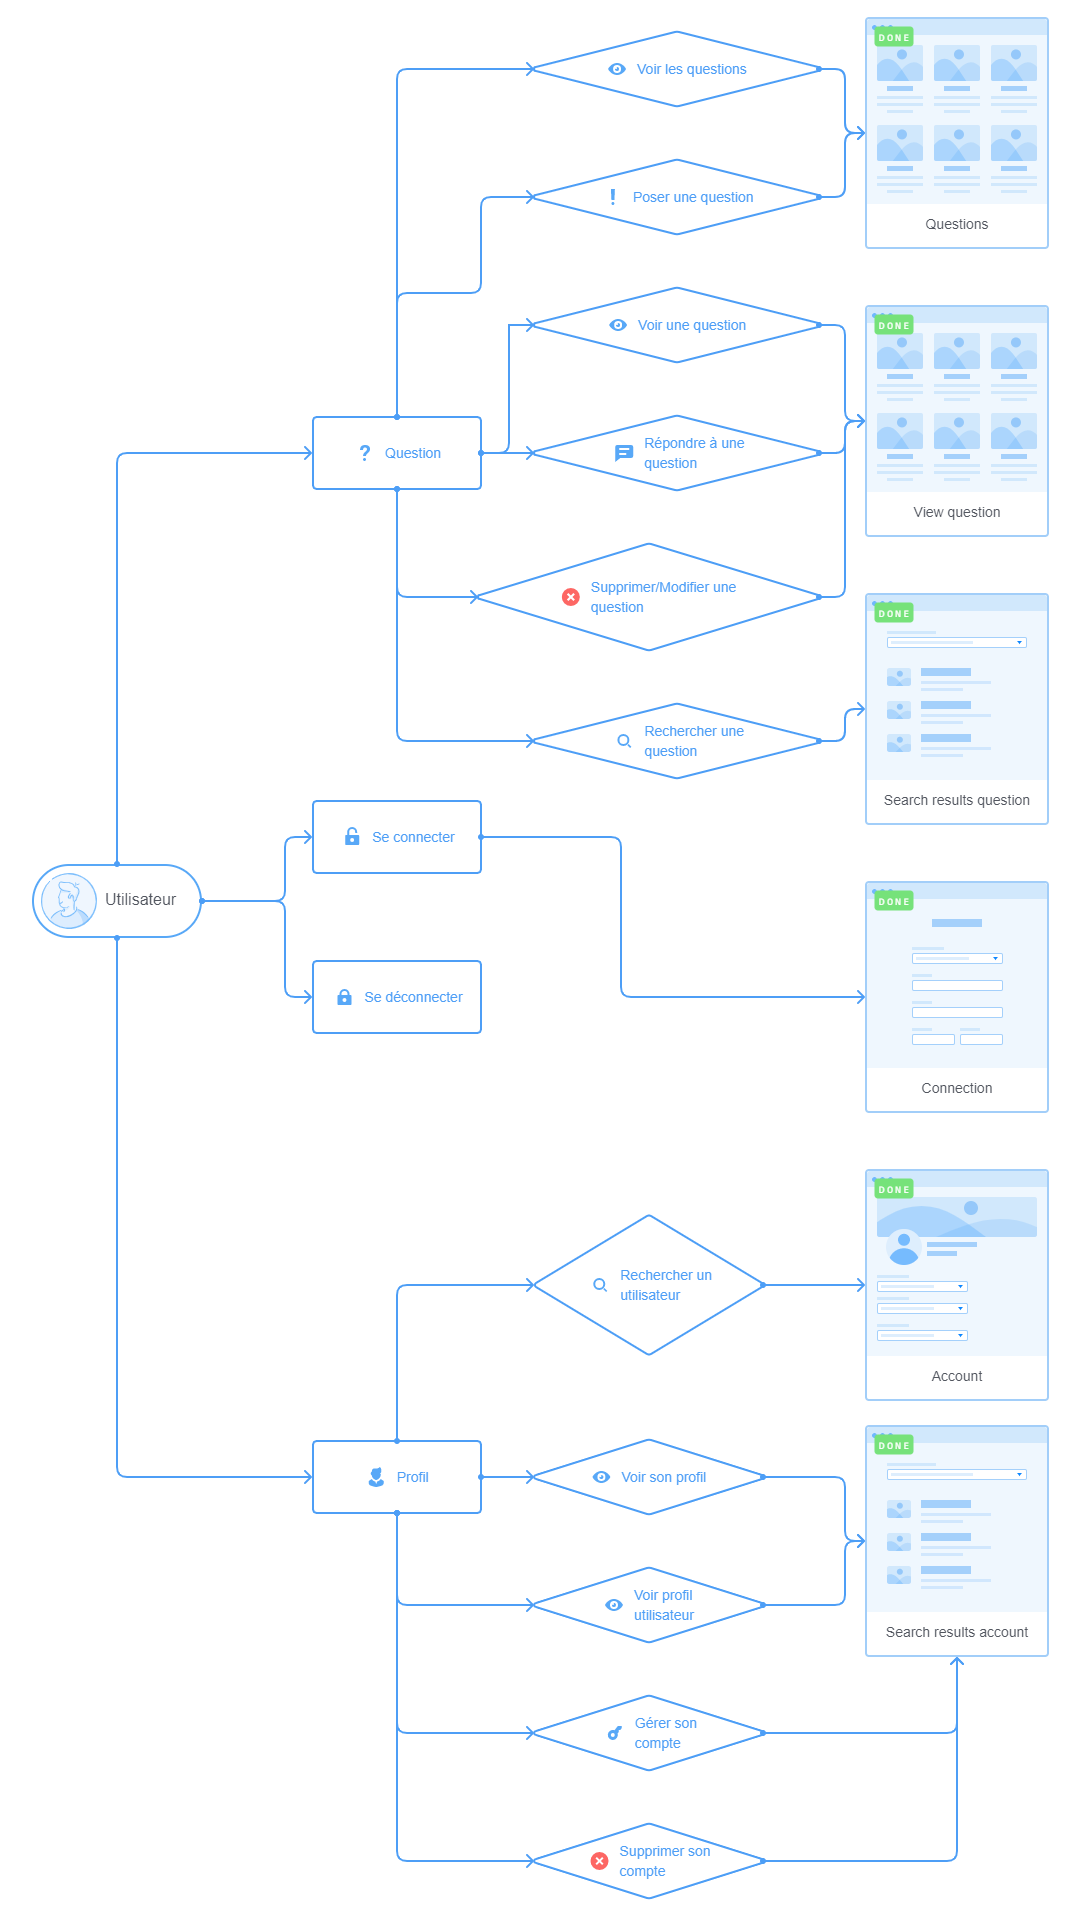 DONE
Voir les questions
Poser une question
Questions
DONE
Voir une question
Question
Répondre à une
question
View question
Supprimer/Modifier une
question
DONE
Rechercher une
question
Search results question
Se connecter
Utilisateur
DONE
Se déconnecter
Connection
DONE
Rechercher un
utilisateur
Account
DONE
Profil
Voir son profil
Voir profil
utilisateur
Search results account
Gérer son
compte
Supprimer son
compte